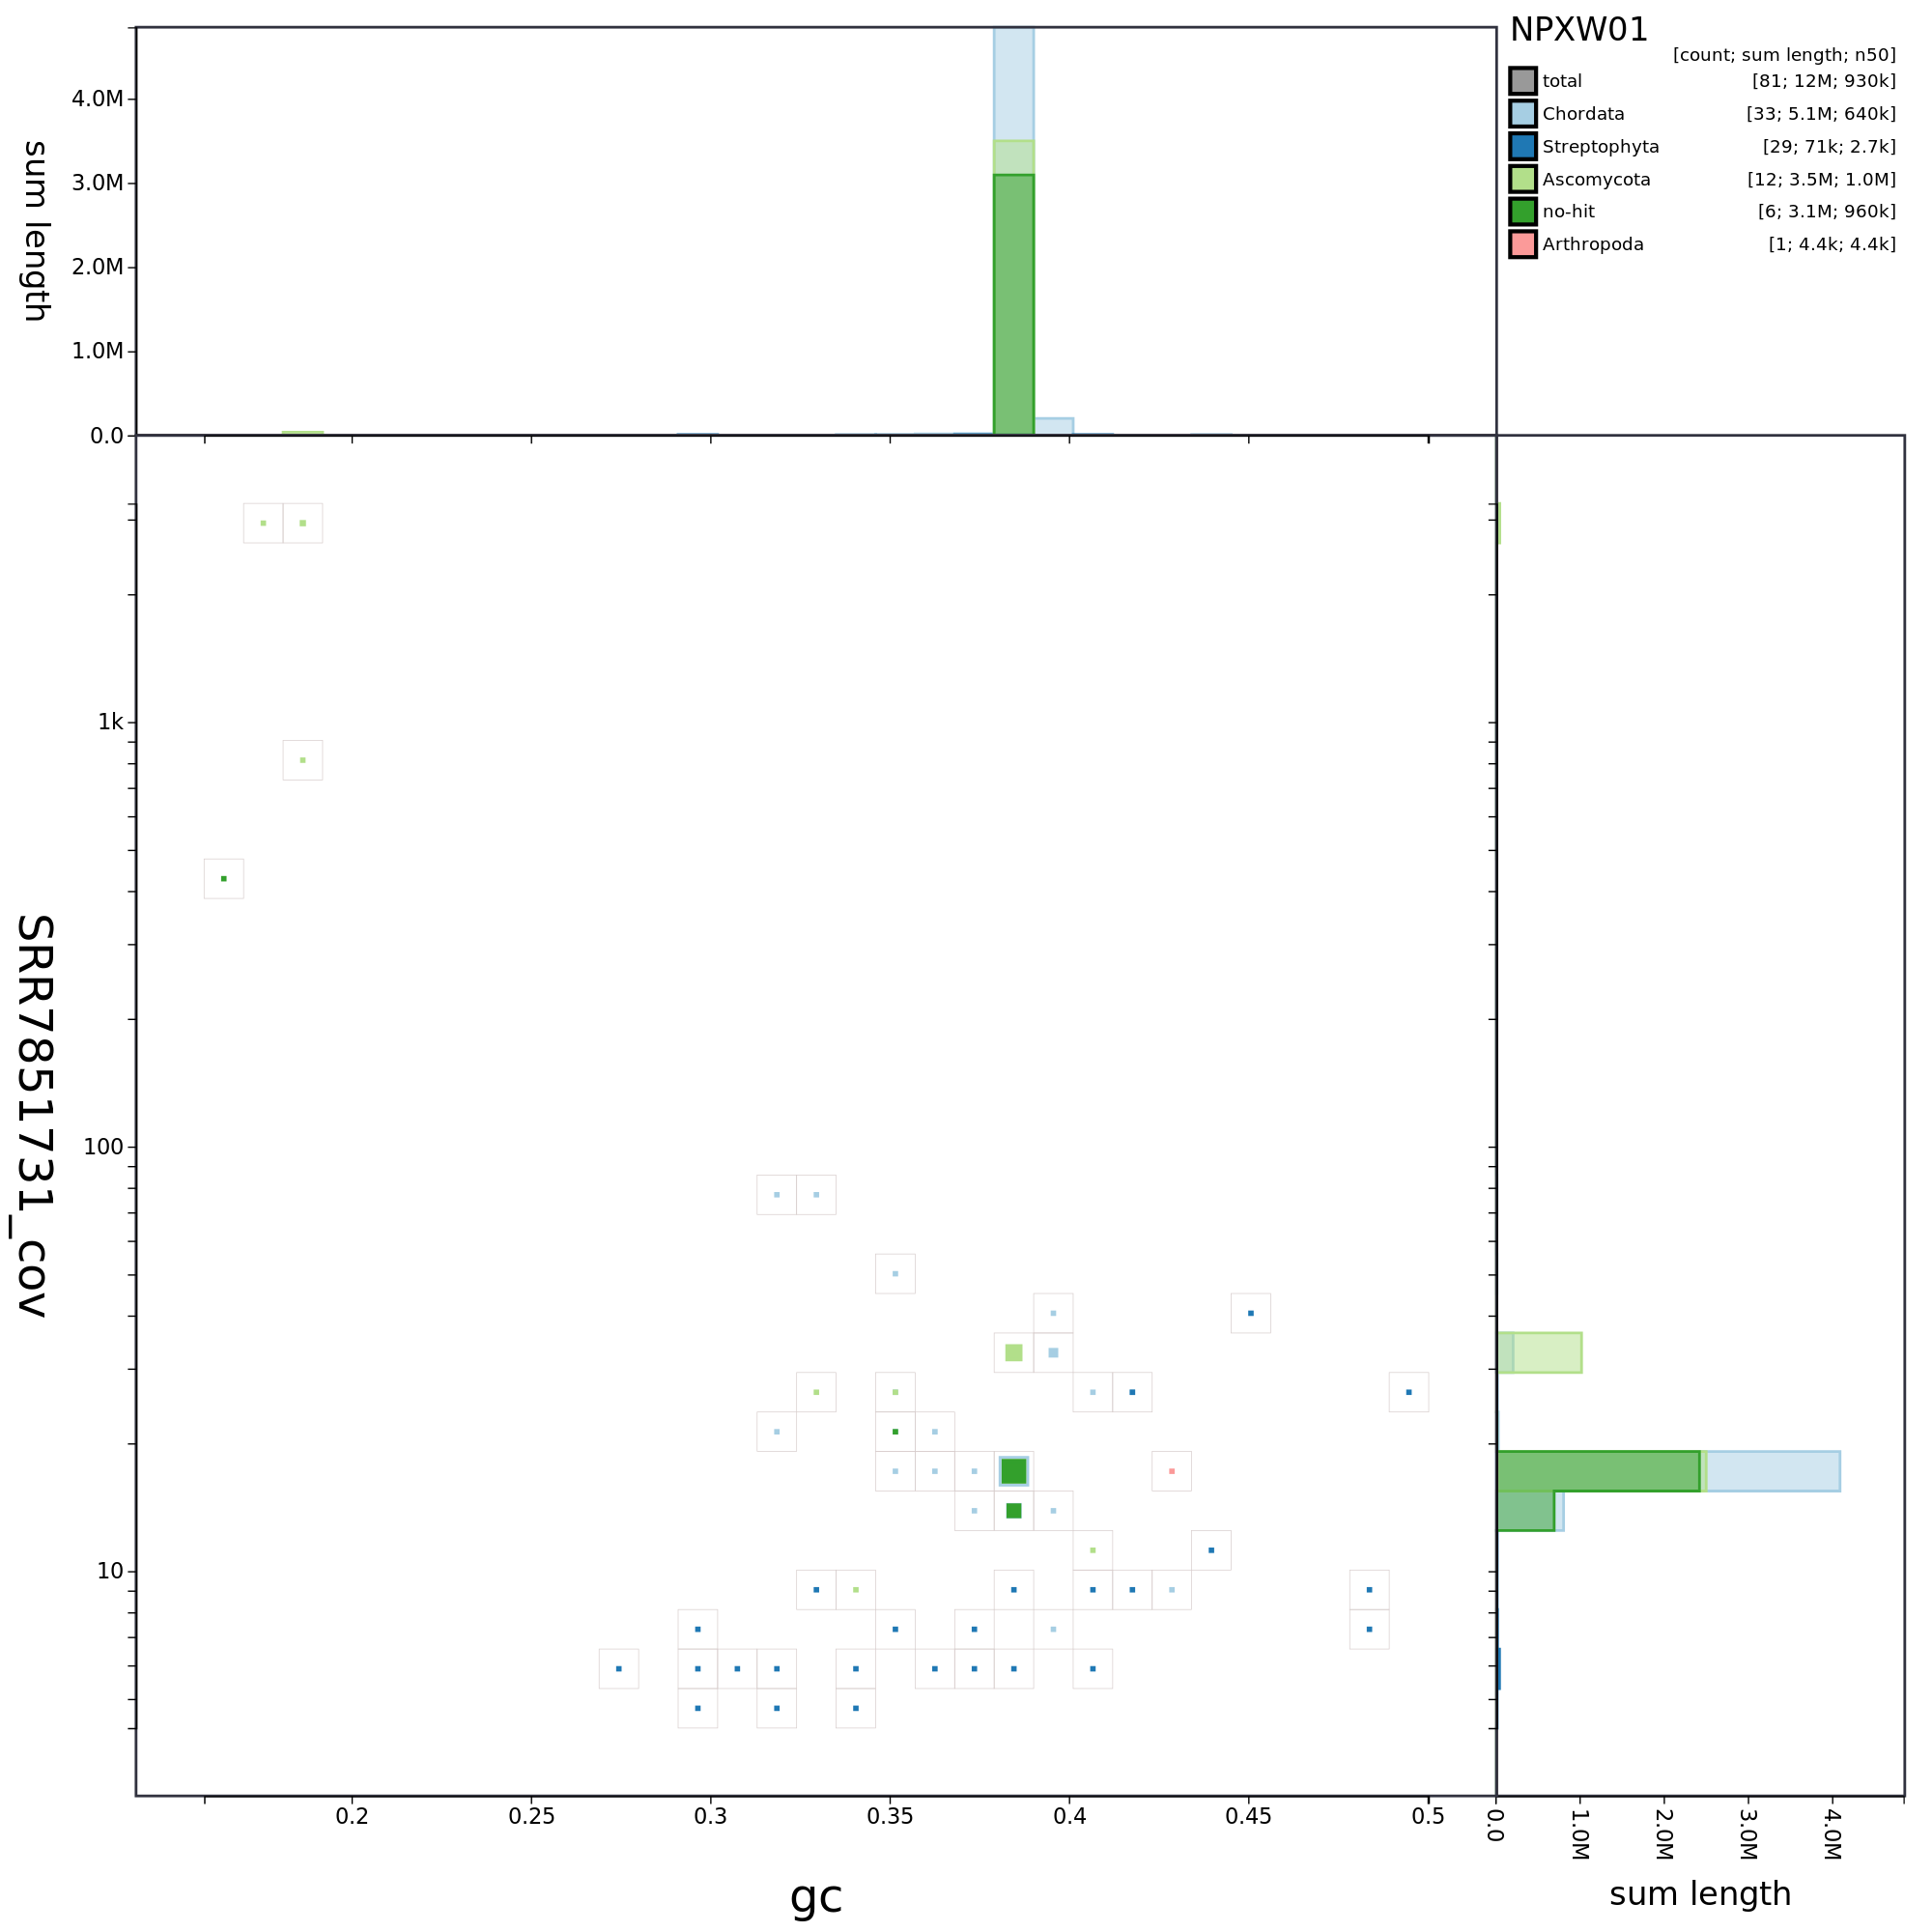 NPXW01
[count; sum length; n50]
total [81; 12M; 930k]
Chordata [33; 5.1M; 640k]
Streptophyta [29; 71k; 2.7k]
Ascomycota [12; 3.5M; 1.0M]
no-hit [6; 3.1M; 960k]
Arthropoda [1; 4.4k; 4.4k]
sum length
4.0M
3.0M
2.0M
1.0M
0.0
SRR7851731_cov
1k
100
10
0.2 0.25 0.3 0.35 0.4 0.45 0.5
gc
0.0 1.0M 2.0M 3.0M 4.0M
sum length